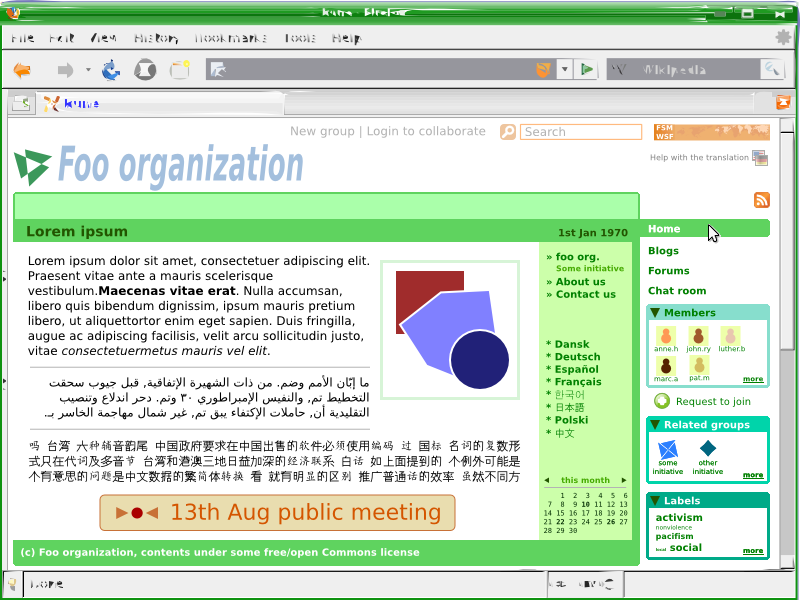 kune
Wikipedia
kune
New group | Login to collaborate
Search
FSM
WSF
Help with the translation
Foo organization
Lorem ipsum
1st Jan 1970
Home
Blogs
Forums
Chat room
Lorem ipsum dolor sit amet, consectetuer adipiscing elit.
Praesent vitae ante a mauris scelerisque
vestibulum.Maecenas vitae erat. Nulla accumsan,
libero quis bibendum dignissim, ipsum mauris pretium
libero, ut aliquettortor enim eget sapien. Duis fringilla,
augue ac adipiscing facilisis, velit arcu sollicitudin justo,
vitae consectetuermetus mauris vel elit.
ما إبّان الأمم وضم. من ذات الشهيرة الإتفاقية, قبل جيوب سحقت
التخطيط تم, والنفيس الإمبراطوري ٣٠ وتم. دحر اندلاع وتنصيب
التقليدية أن, حاملات الإكتفاء يبق تم, غير شمال مهاجمة الخاسر بـ.
吗 台湾 六种辅音韵尾 中国政府要求在中国出售的软件必须使用编码 过 国标 名词的复数形
式只在代词及多音节 台湾和港澳三地日益加深的经济联系 白话 如上面提到的 个例外可能是
个有意思的问题是中文数据的繁简体转换 看 就有明显的区别 推广普通话的效率 虽然不同方
13th Aug public meeting
(c) Foo organization, contents under some free/open Commons license
» foo org.
Some initiative
» About us
» Contact us
* Dansk
* Deutsch
* Español
* Français
* 한국어
* 日本語
* Polski
* 中文
this month
1 2 3 4 5 6
7 8 9 10 11 12 13
14 15 16 17 18 19 20
21 22 23 24 25 26 27
28 29 30
Members
anne.h john.ry luther.b
marc.a pat.m
more
Request to join
Related groups
some other
initiative initiative
more
Labels
activism
nonviolence
pacifism
local social
more